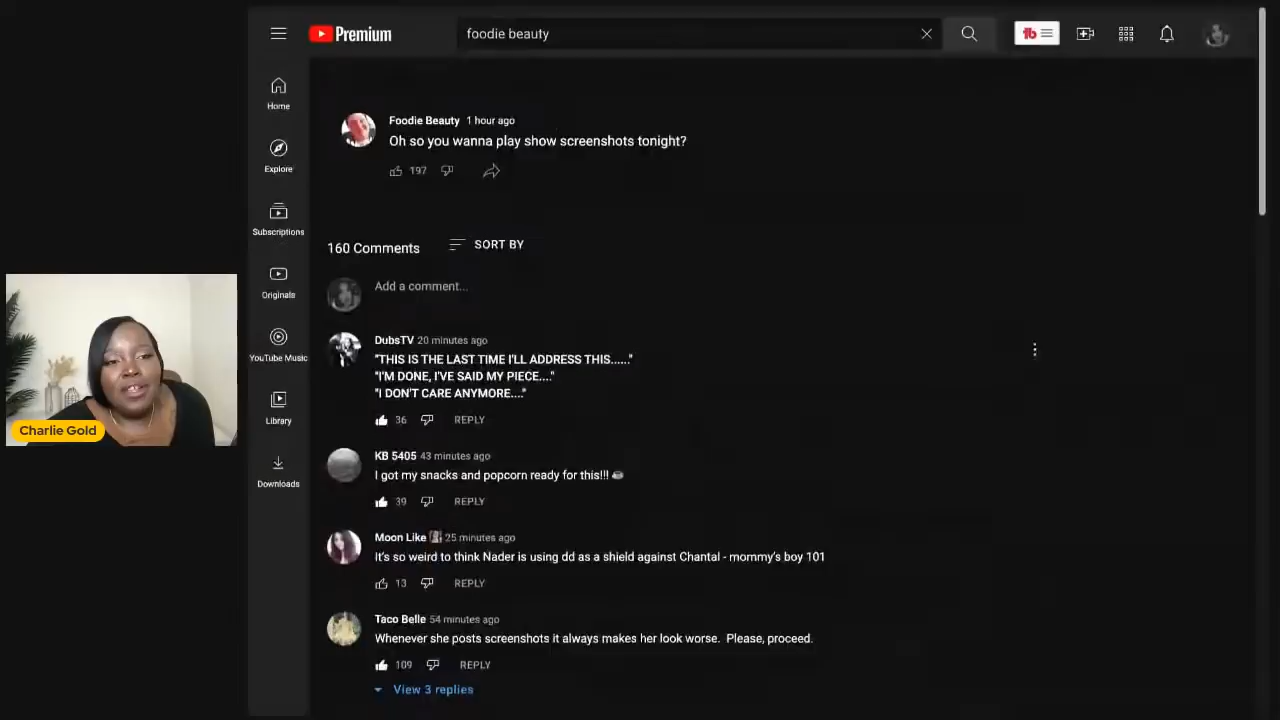 Premium
foodie beauty
Home
Explore
Subscriptions
Originals
YouTube Music
Library
Downloads
Charlie Gold
Foodie Beauty 1 hour ago
Oh so you wanna play show screenshots tonight?
197
160 Comments SORT BY
Add a comment...
DubsTV 20 minutes ago
"THIS IS THE LAST TIME I'LL ADDRESS THIS......"
"I'M DONE, I'VE SAID MY PIECE...."
"I DON'T CARE ANYMORE...."
36 REPLY
KB 5405 43 minutes ago
I got my snacks and popcorn ready for this!!!
39 REPLY
Moon Like 25 minutes ago
It's so weird to think Nader is using dd as a shield against Chantal - mommy's boy 101
13 REPLY
Taco Belle 54 minutes ago
Whenever she posts screenshots it always makes her look worse. Please, proceed.
109 REPLY
View 3 replies